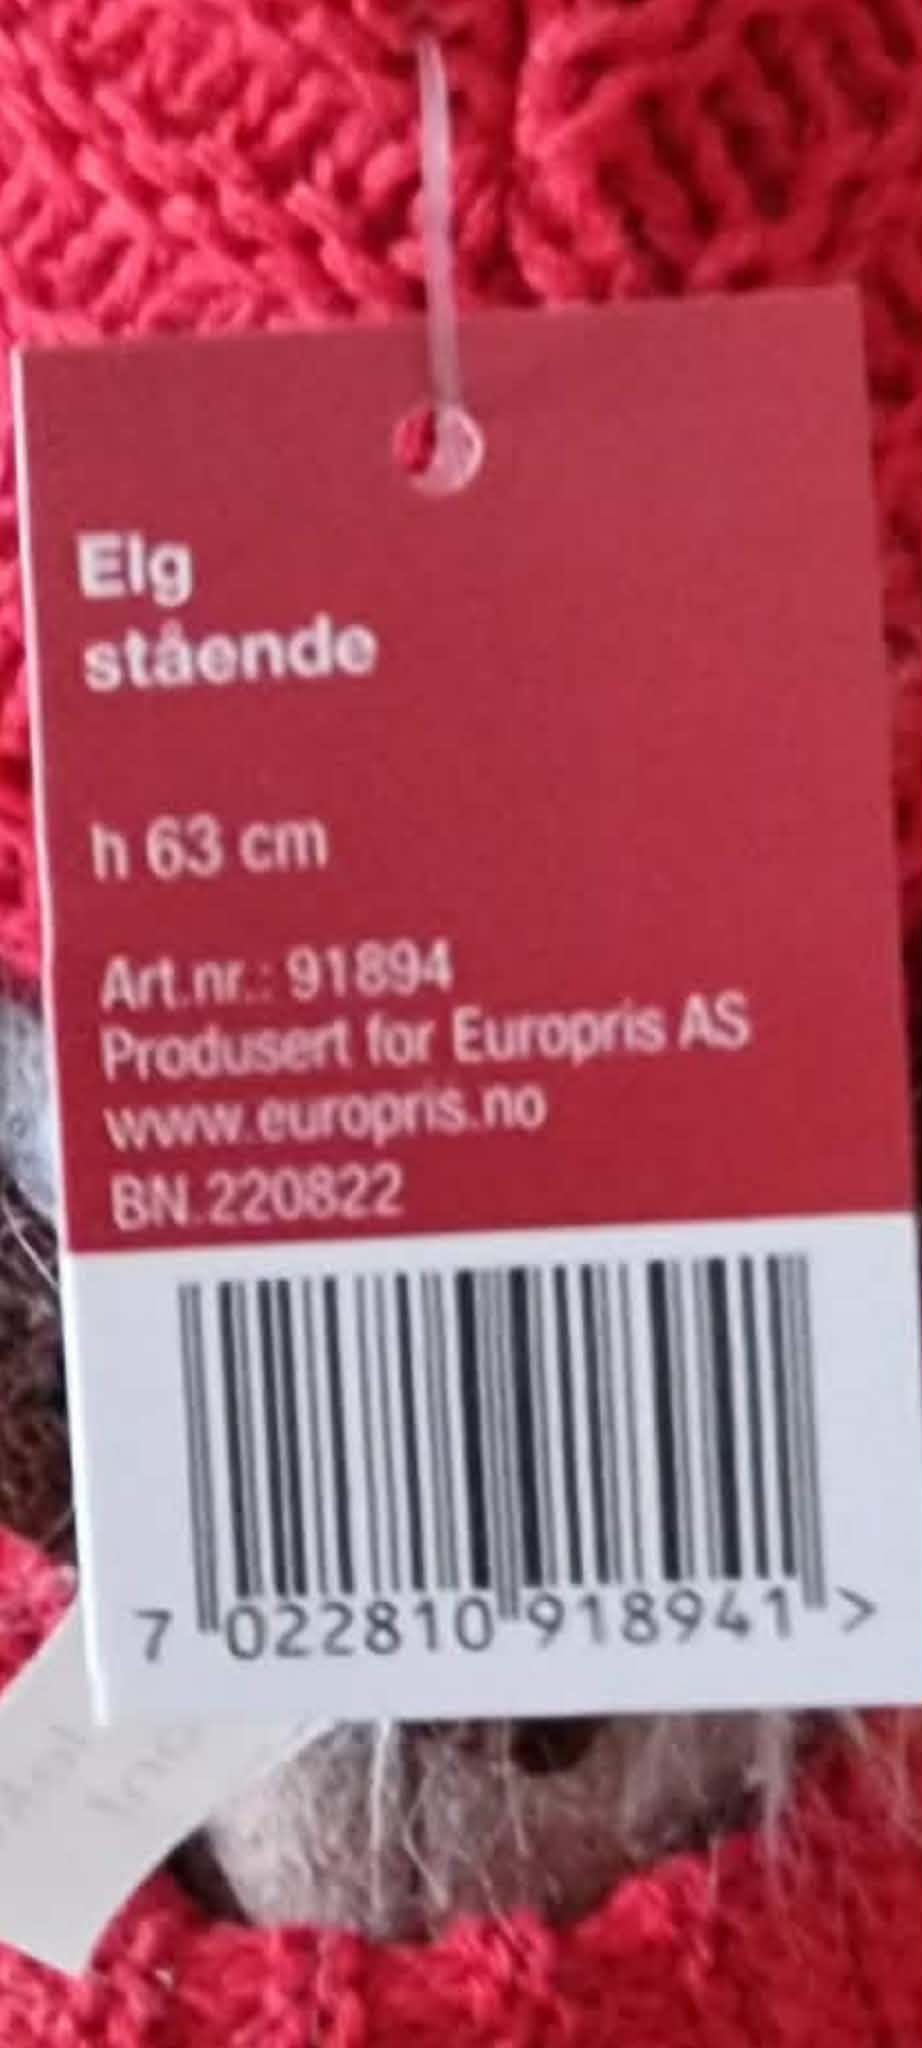 Elg
stående
h 63 cm
Art.nr.: 91894
Produsert for Europris AS
www.europris.no
BN.220822
7 022810 918941 >